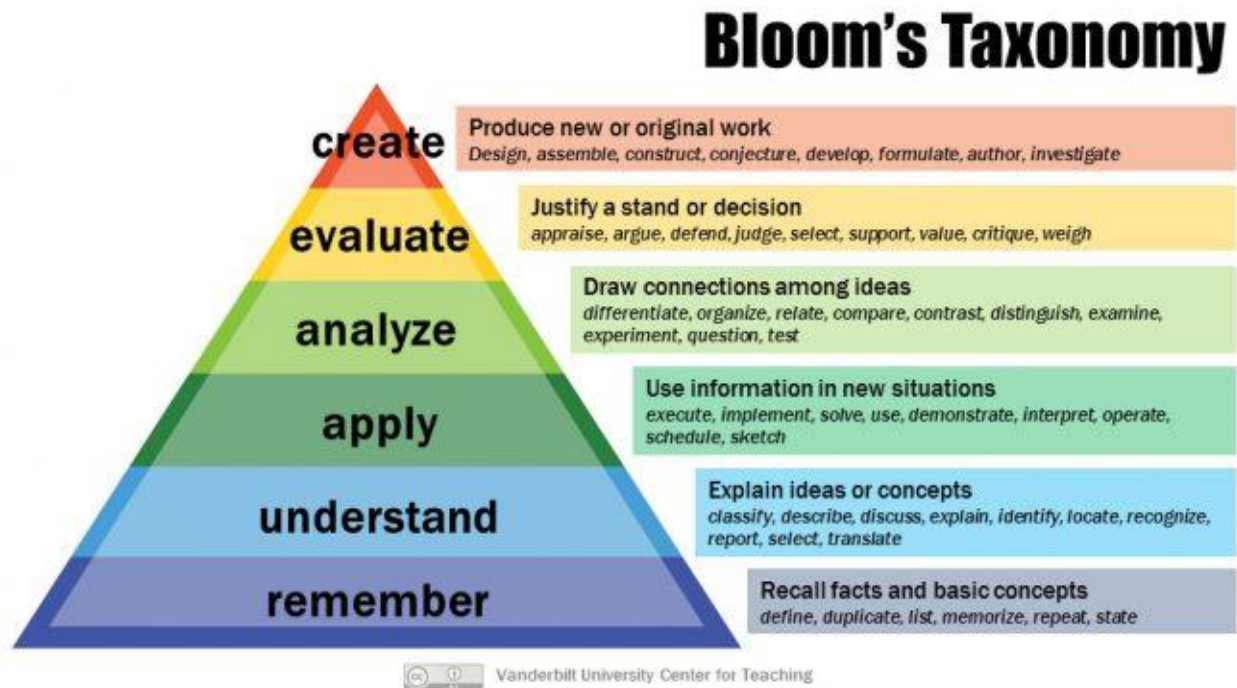 Bloom's Taxonomy
create
Produce new or original work
Design, assemble, construct, conjecture, develop, formulate, author, investigate
evaluate
Justify a stand or decision
appraise, argue, defend, judge, select, support, value, critique, weigh
analyze
Draw connections among ideas
differentiate, organize, relate, compare, contrast, distinguish, examine,
experiment, question, test
apply
Use information in new situations
execute, implement, solve, use, demonstrate, interpret, operate,
schedule, sketch
understand
Explain ideas or concepts
classify, describe, discuss, explain, identify, locate, recognize,
report, select, translate
remember
Recall facts and basic concepts
define, duplicate, list, memorize, repeat, state
cc
Vanderbilt University Center for Teaching